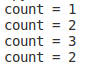 count = 1
count = 2
count = 3
count = 2